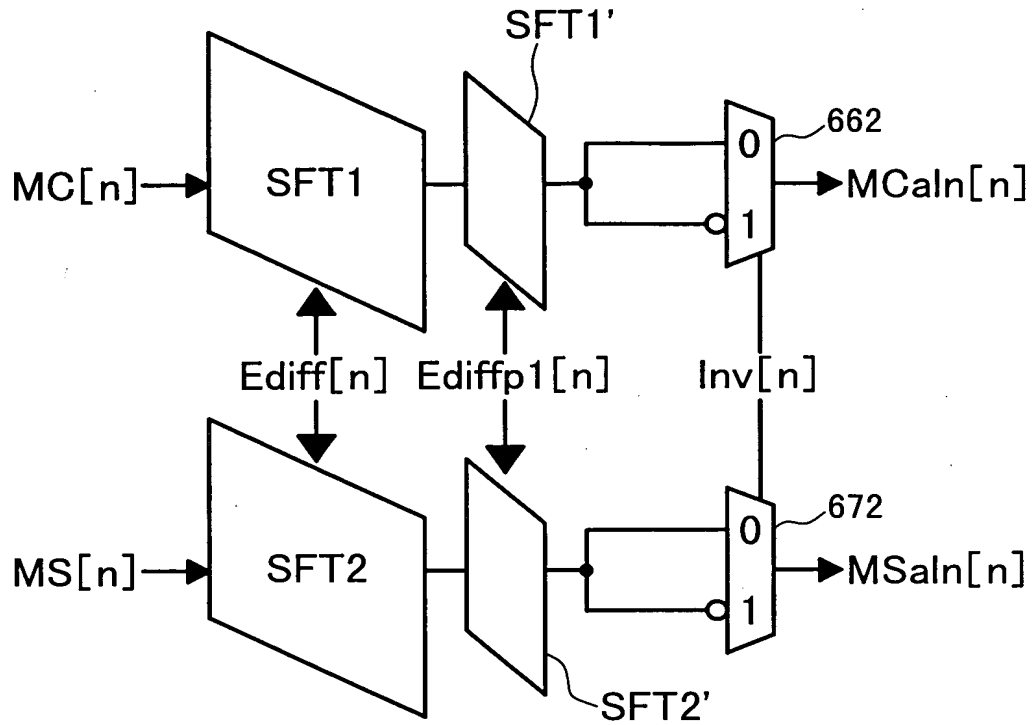 SFT1'
662
0
MC[n]
SFT1
MCaln[n]
1
Ediff[n]
Ediffp1[n]
Inv[n]
672
0
MS[n]
SFT2
MSaln[n]
1
SFT2'